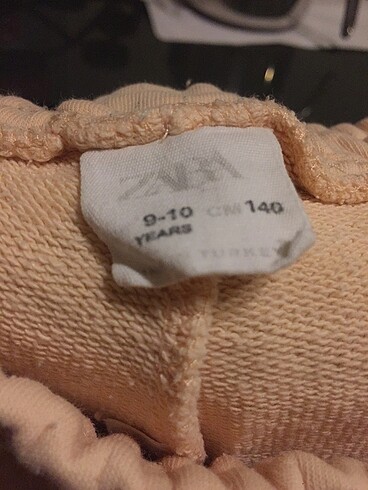 ZARA
9-10 CM 140
YEARS
TURKEY